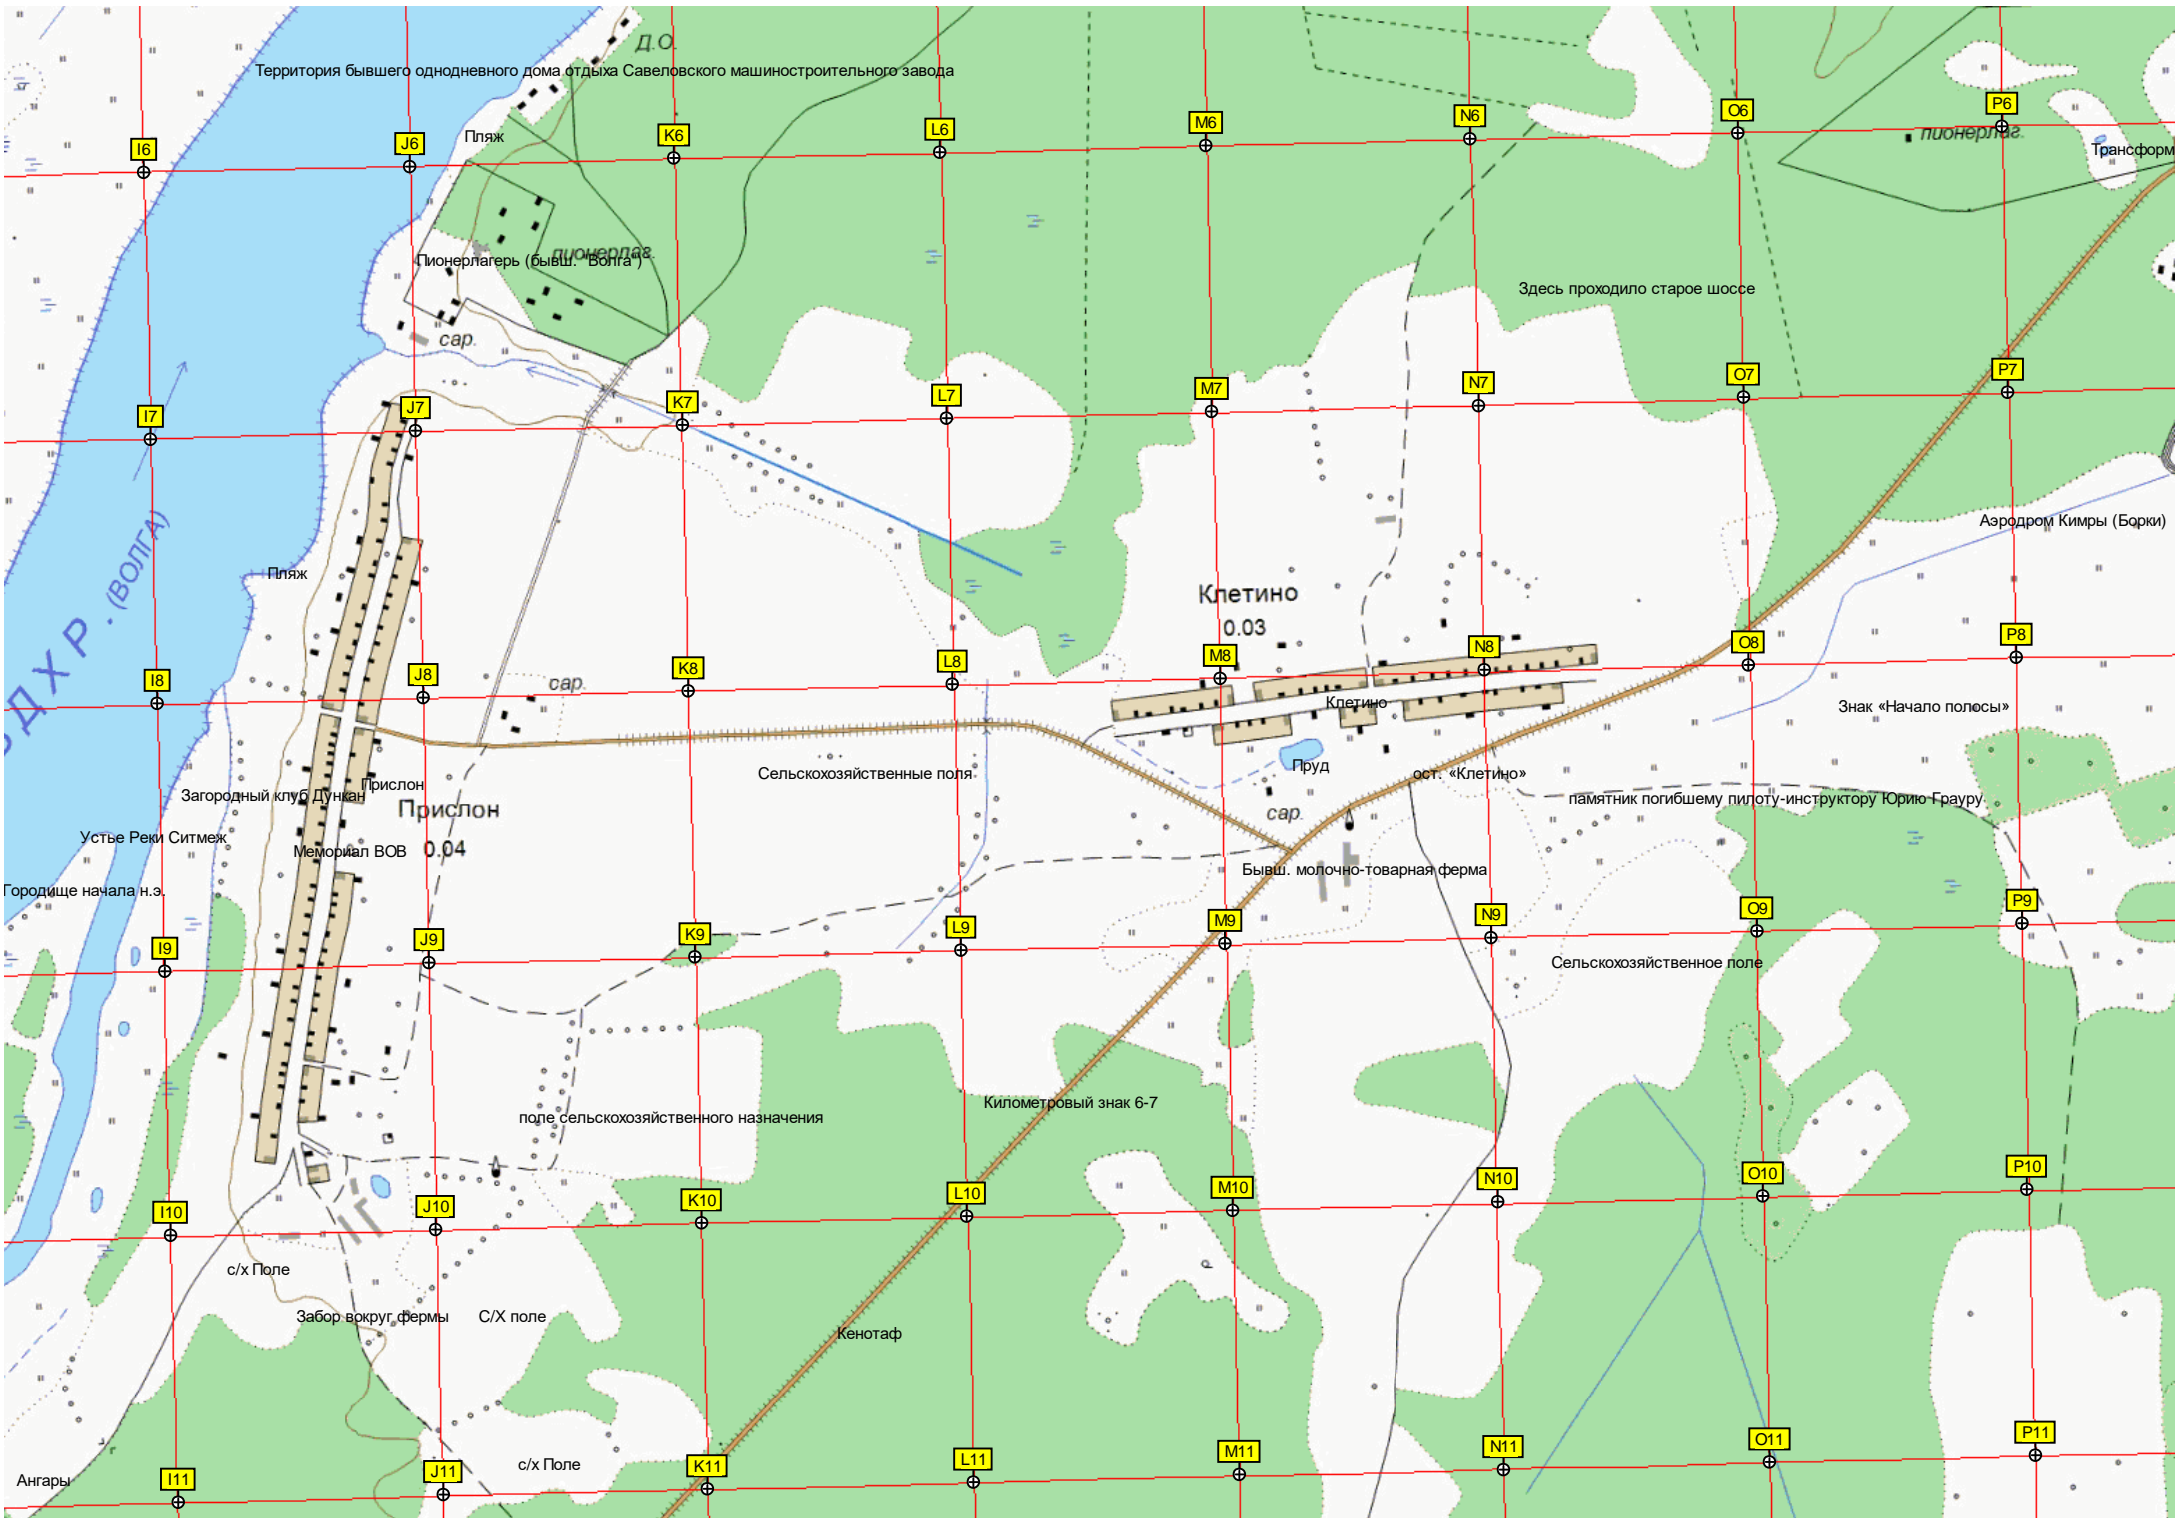 Д.О.
Территория бывшего однодневного дома отдыха Савеловского машиностроительного завода
Пляж
I6
J6
K6
L6
M6
N6
O6
P6
пионерлаг.
Трансформ
пионерлаг.
Пионерлагерь (бывш. "Волга")
Здесь проходило старое шоссе
сар.
I7
J7
K7
L7
M7
N7
O7
P7
Аэродром Кимры (Борки)
ДХР. (ВОЛГА)
Пляж
Клетино
0.03
I8
J8
K8
L8
M8
N8
O8
P8
сар.
Клетино
Знак «Начало полосы»
Пруд
ост. «Клетино»
Сельскохозяйственные поля
Прислон
Загородный клуб Дункан
Прислон
0.04
памятник погибшему пилоту-инструктору Юрию Грауру
сар.
Устье Реки Ситмеж
Мемориал ВОВ
Бывш. молочно-товарная ферма
Городище начала н.э.
I9
J9
K9
L9
M9
N9
O9
P9
Сельскохозяйственное поле
Километровый знак 6-7
поле сельскохозяйственного назначения
I10
J10
K10
L10
M10
N10
O10
P10
с/х Поле
Забор вокруг фермы
С/Х поле
Кенотаф
с/х Поле
Ангары
I11
J11
K11
L11
M11
N11
O11
P11